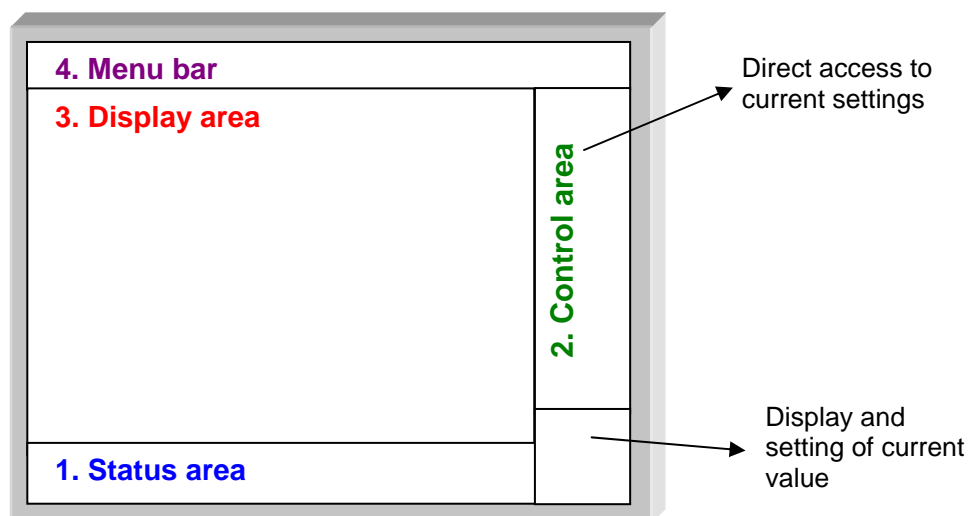 4. Menu bar
3. Display area
2. Control area
1. Status area
Direct access to
current settings
Display and
setting of current
value